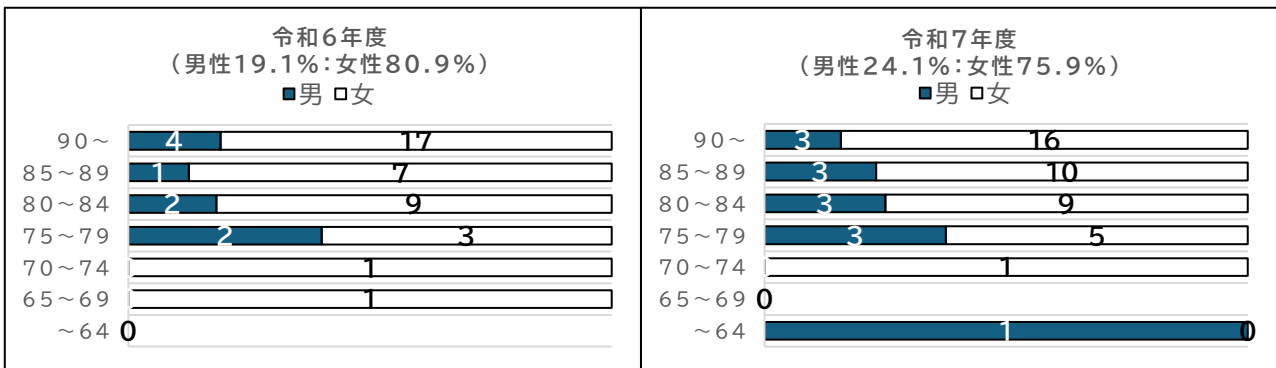 令和6年度
(男性19.1%:女性80.9%)
■男 □女
90~ 4 17
85~89 1 7
80~84 2 9
75~79 2 3
70~74 1
65~69 1
~64 0
令和7年度
(男性24.1%:女性75.9%)
■男 □女
90~ 3 16
85~89 3 10
80~84 3 9
75~79 3 5
70~74 1
65~69 0
~64 1 0